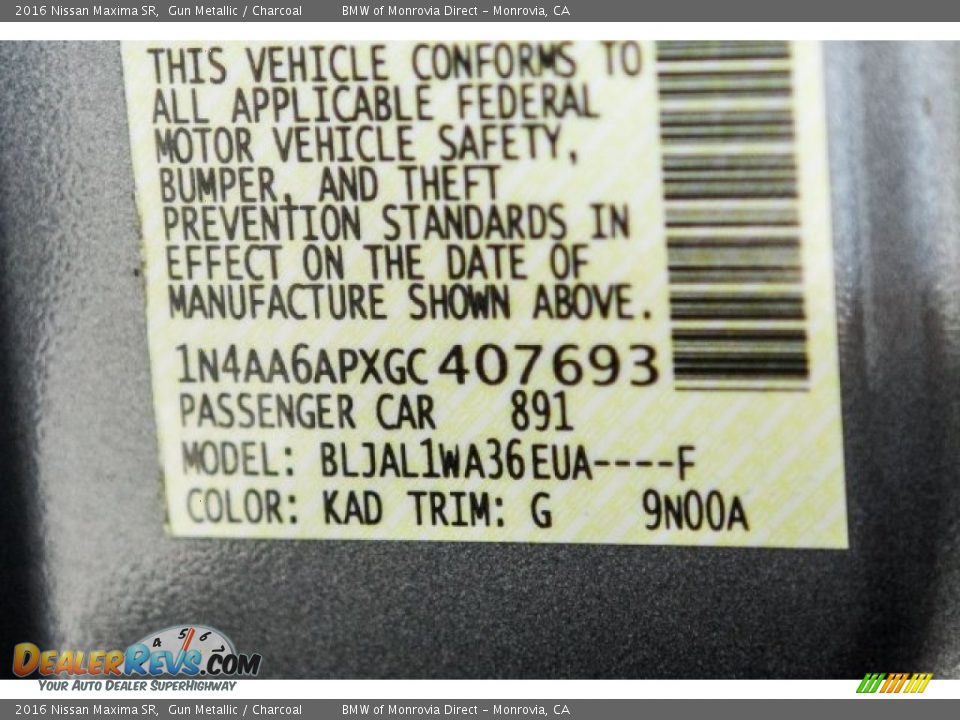 2016 Nissan Maxima SR, Gun Metallic / Charcoal BMW of Monrovia Direct - Monrovia, CA
THIS VEHICLE CONFORMS TO
ALL APPLICABLE FEDERAL
MOTOR VEHICLE SAFETY,
BUMPER, AND THEFT
PREVENTION STANDARDS IN
EFFECT ON THE DATE OF
MANUFACTURE SHOWN ABOVE.
1N4AA6APXGC407693
PASSENGER CAR 891
MODEL: BLJAL1WA36EUA----F
COLOR: KAD TRIM: G 9N00A
4 5 6
DEALERREVS.COM
YOUR AUTO DEALER SUPERHIGHWAY
2016 Nissan Maxima SR, Gun Metallic / Charcoal BMW of Monrovia Direct - Monrovia, CA